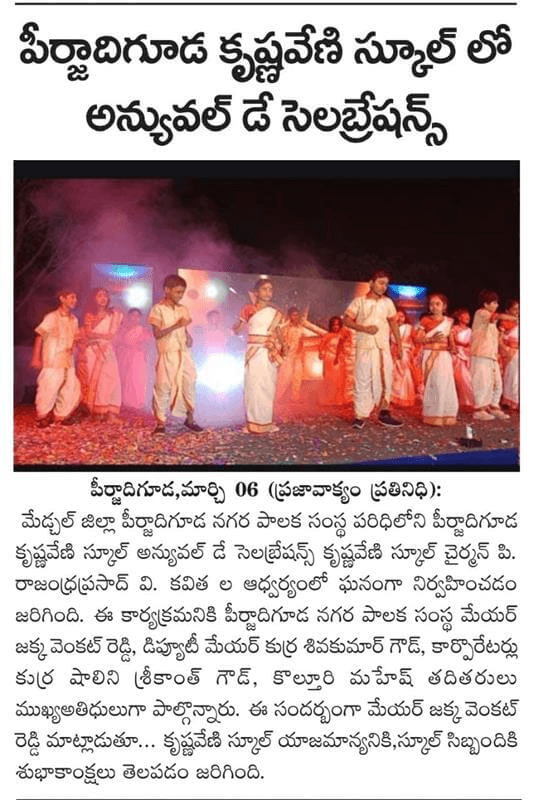 పీర్జాదిగూడ కృష్ణవేణి స్కూల్ లో
అన్యువల్ డే సెలబ్రేషన్స్
పీర్జాదిగూడ,మార్చి 06 (ప్రజావాక్యం ప్రతినిధి):
మేడ్చల్ జిల్లా పీర్జాదిగూడ నగర పాలక సంస్థ పరిధిలోని పీర్జాదిగూడ
కృష్ణవేణి స్కూల్ అన్యువల్ డే సెలబ్రేషన్స్ కృష్ణవేణి స్కూల్ చైర్మన్ పి.
రాజంధ్రప్రసాద్ వి. కవిత ల ఆధ్వర్యంలో ఘనంగా నిర్వహించడం
జరిగింది. ఈ కార్యక్రమనికి పీర్జాదిగూడ నగర పాలక సంస్థ మేయర్
జక్క వెంకట్ రెడ్డి, డిప్యూటీ మేయర్ కుర్ర శివకుమార్ గౌడ్, కార్పొరేటర్లు
కుర్ర షాలిని శ్రీకాంత్ గౌడ్, కొల్తూరి మహేష్ తదితరులు
ముఖ్యఅతిధులుగా పాల్గొన్నారు. ఈ సందర్బంగా మేయర్ జక్క వెంకట్
రెడ్డి మాట్లాడుతూ... కృష్ణవేణి స్కూల్ యాజమాన్యనికి,స్కూల్ సిబ్బందికి
శుభాకాంక్షలు తెలపడం జరిగింది.